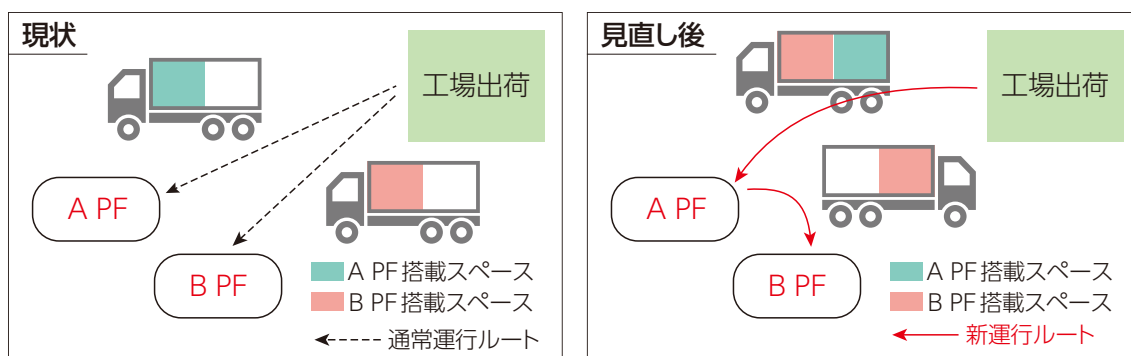 現状
工場出荷
A PF
B PF
A PF搭載スペース
B PF搭載スペース
通常運行ルート
見直し後
工場出荷
A PF
B PF
A PF搭載スペース
B PF搭載スペース
新運行ルート